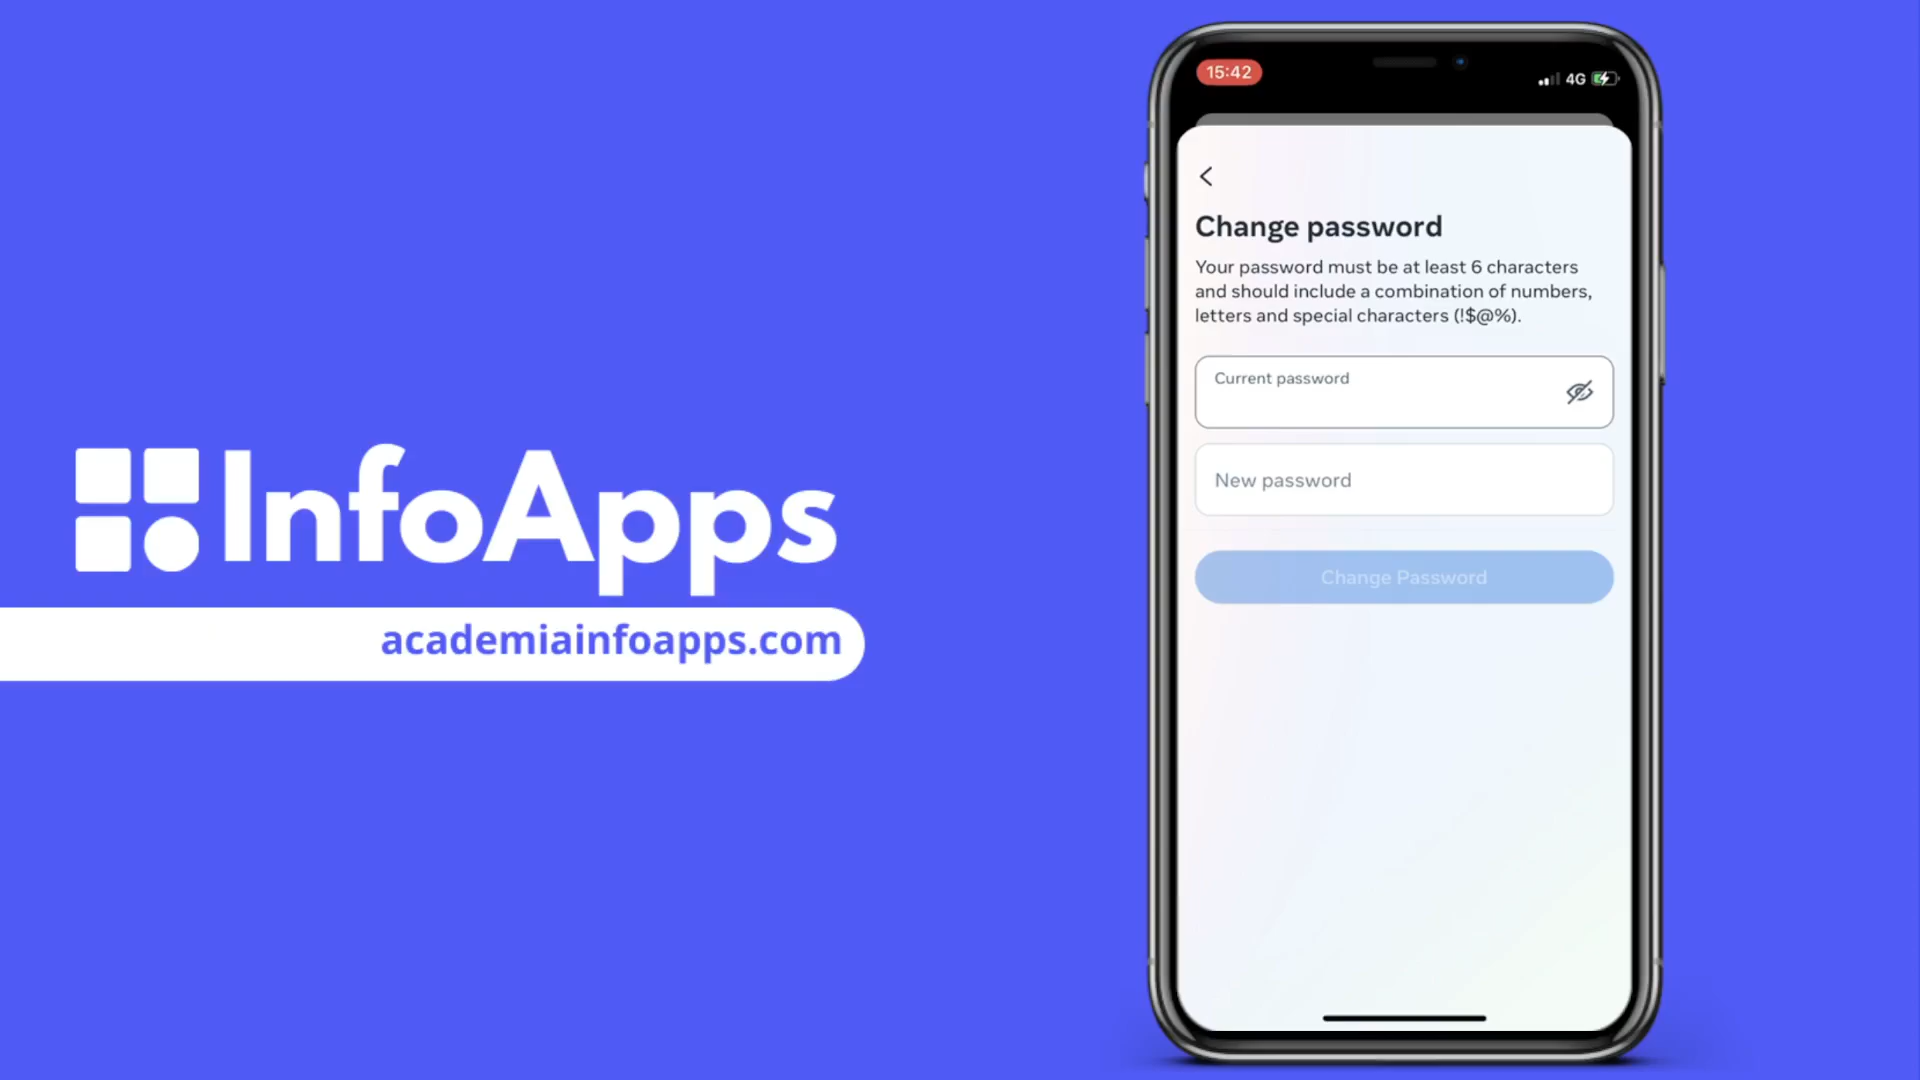 InfoApps
academiainfoapps.com
15:42
4G
Change password
Your password must be at least 6 characters
and should include a combination of numbers,
letters and special characters (!$@%).
Current password
New password
Change Password